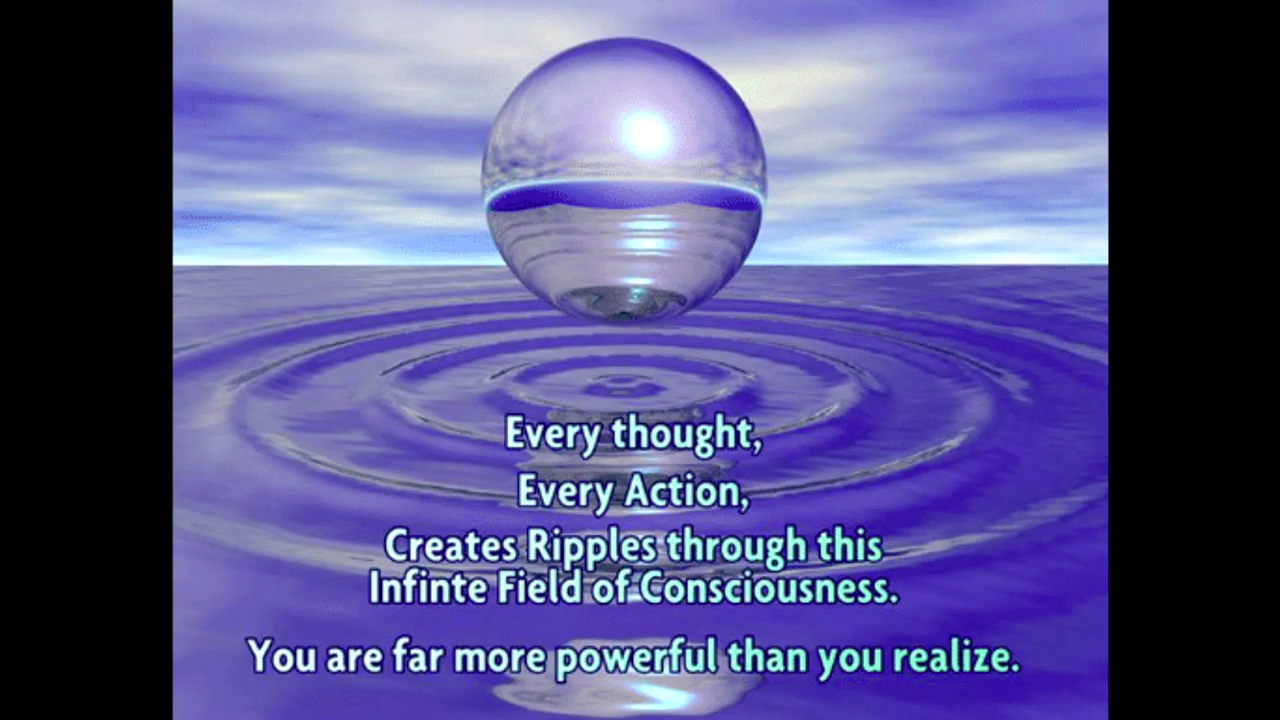 Every thought,
Every Action,
Creates Ripples through this
Infinte Field of Consciousness.
You are far more powerful than you realize.